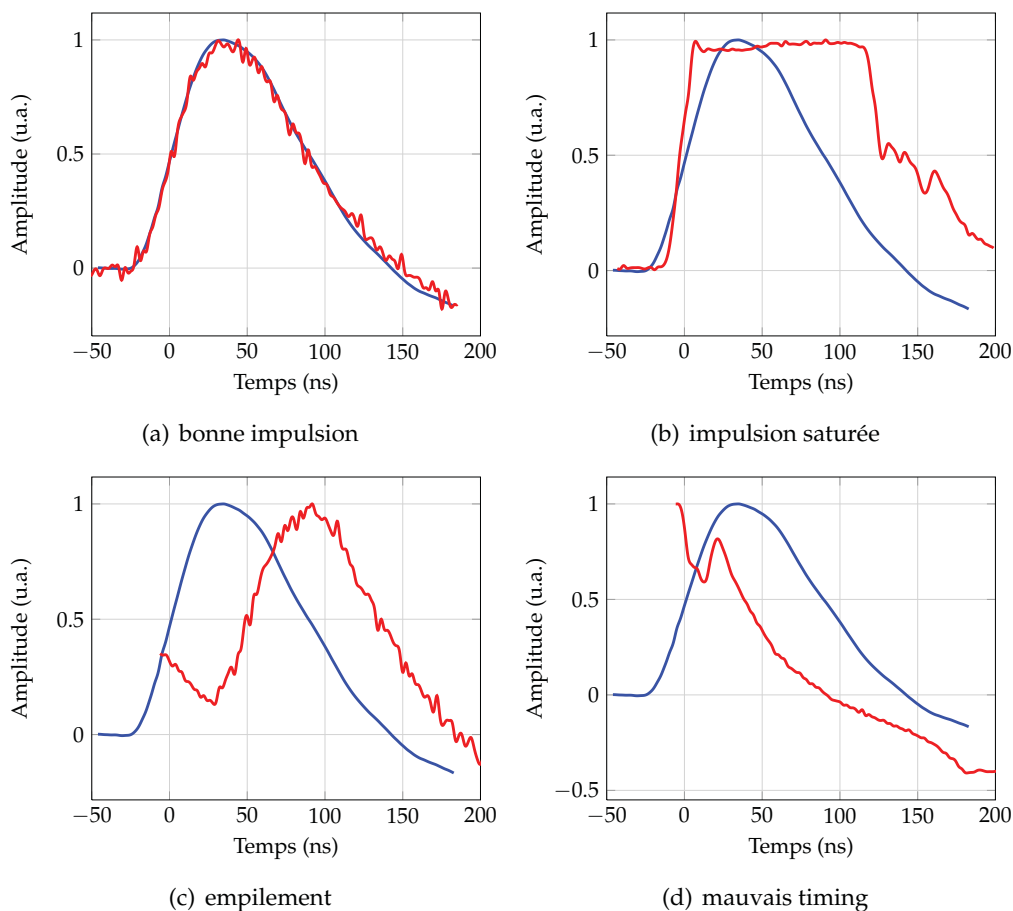 1
0.5
0
Amplitude (u.a.)
−50 0 50 100 150 200
Temps (ns)
(a) bonne impulsion
1
0.5
0
Amplitude (u.a.)
−50 0 50 100 150 200
Temps (ns)
(b) impulsion saturée
1
0.5
0
Amplitude (u.a.)
−50 0 50 100 150 200
Temps (ns)
(c) empilement
1
0.5
0
−0.5
Amplitude (u.a.)
−50 0 50 100 150 200
Temps (ns)
(d) mauvais timing